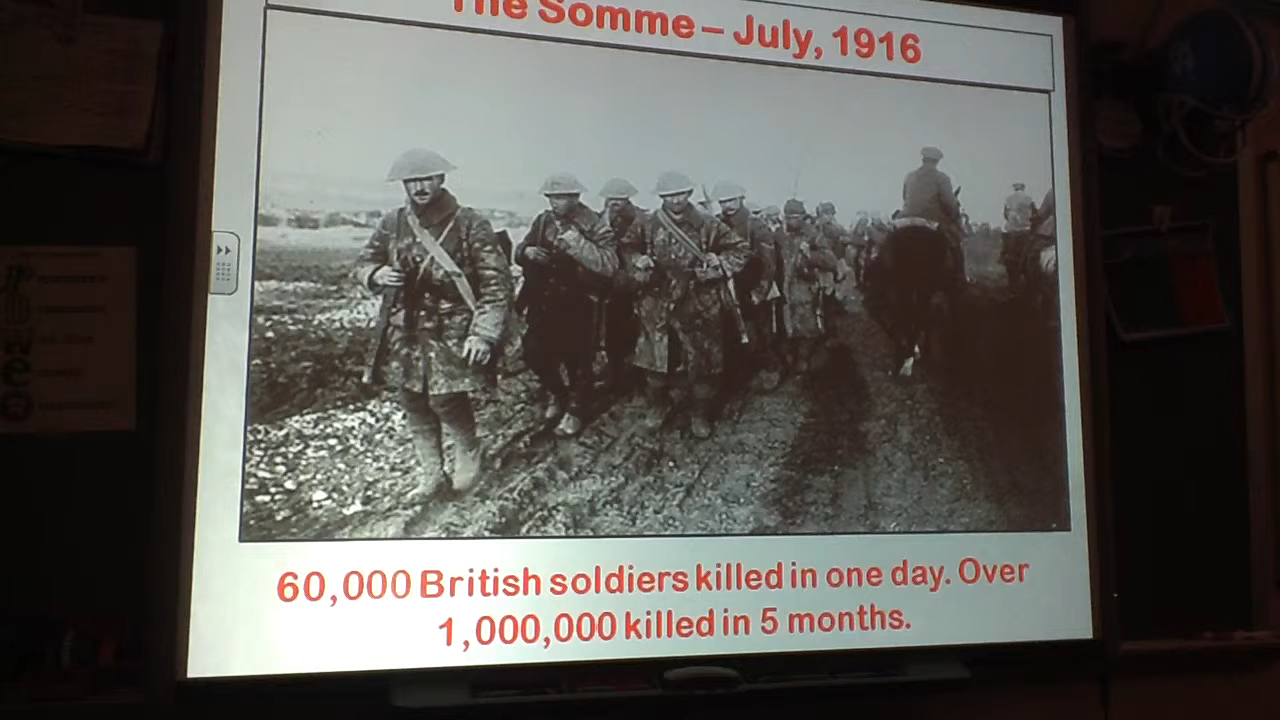 The Somme – July, 1916
60,000 British soldiers killed in one day. Over
1,000,000 killed in 5 months.